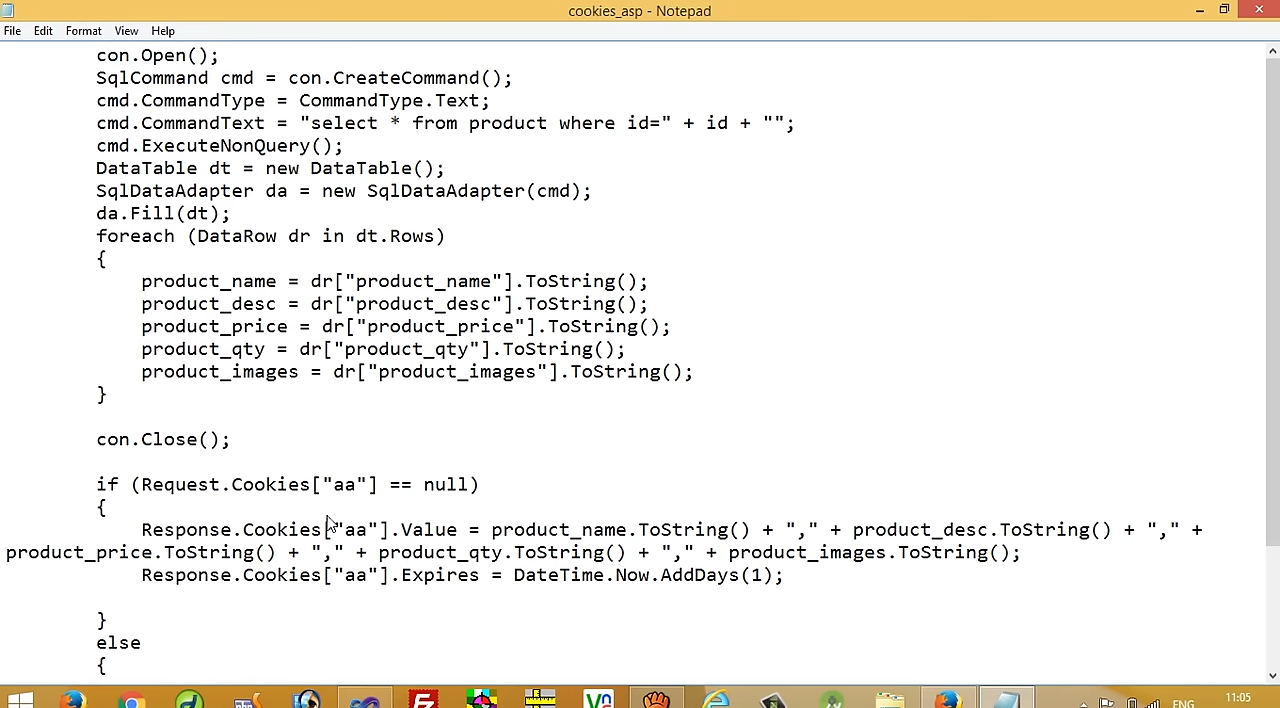 cookies_asp - Notepad
File Edit Format View Help
con.Open();
SqlCommand cmd = con.CreateCommand();
cmd.CommandType = CommandType.Text;
cmd.CommandText = "select * from product where id=" + id + "";
cmd.ExecuteNonQuery();
DataTable dt = new DataTable();
SqlDataAdapter da = new SqlDataAdapter(cmd);
da.Fill(dt);
foreach (DataRow dr in dt.Rows)
{
product_name = dr["product_name"].ToString();
product_desc = dr["product_desc"].ToString();
product_price = dr["product_price"].ToString();
product_qty = dr["product_qty"].ToString();
product_images = dr["product_images"].ToString();
}
con.Close();
if (Request.Cookies["aa"] == null)
{
Response.Cookies["aa"].Value = product_name.ToString() + "," + product_desc.ToString() + "," +
product_price.ToString() + "," + product_qty.ToString() + "," + product_images.ToString();
Response.Cookies["aa"].Expires = DateTime.Now.AddDays(1);
}
else
{
ENG
11:05